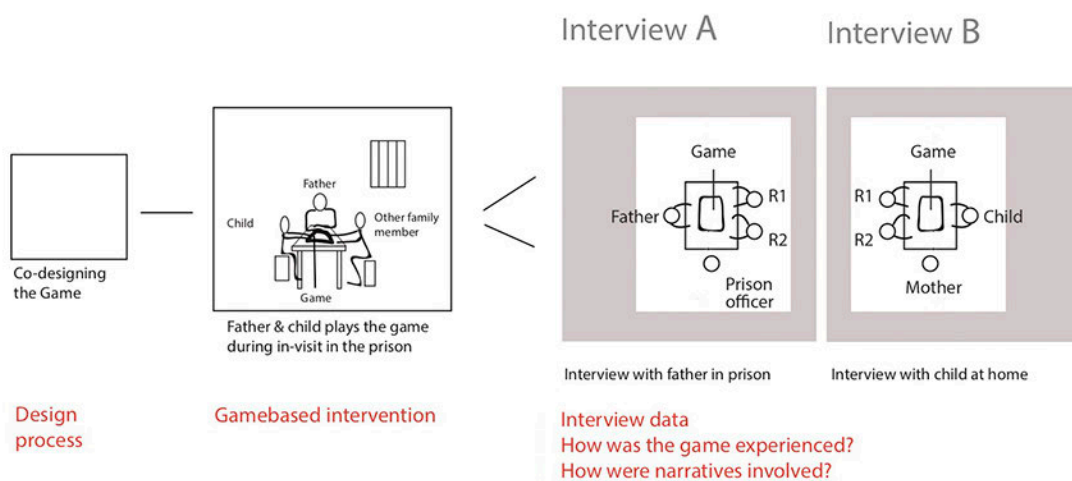 Interview A
Interview B
Father
Child
Other family
member
Game
Game
Father
R1
R2
Prison
officer
Game
R1
R2
Child
Mother
Co-designing
the Game
Father & child plays the game
during in-visit in the prison
Interview with father in prison
Interview with child at home
Design
process
Gamebased intervention
Interview data
How was the game experienced?
How were narratives involved?